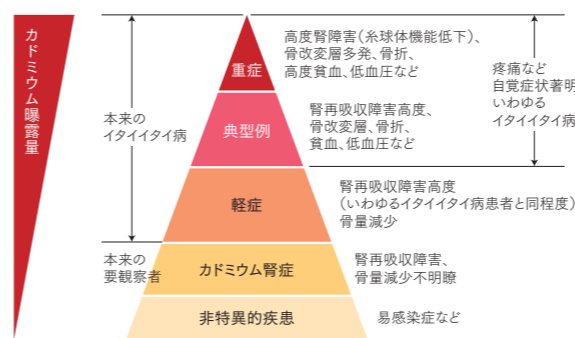 カドミウム曝露量
本来の
イタイイタイ病
本来の
要観察者
重症
典型例
軽症
カドミウム腎症
非特異的疾患
高度腎障害(糸球体機能低下)、
骨改変層多発、骨折、
高度貧血、低血圧など
腎再吸収障害高度、
骨改変層、骨折、
貧血、低血圧など
腎再吸収障害高度
(いわゆるイタイイタイ病患者と同程度)
骨量減少
腎再吸収障害、
骨量減少不明瞭
易感染症など
疼痛など
自覚症状著明
いわゆる
イタイイタイ病